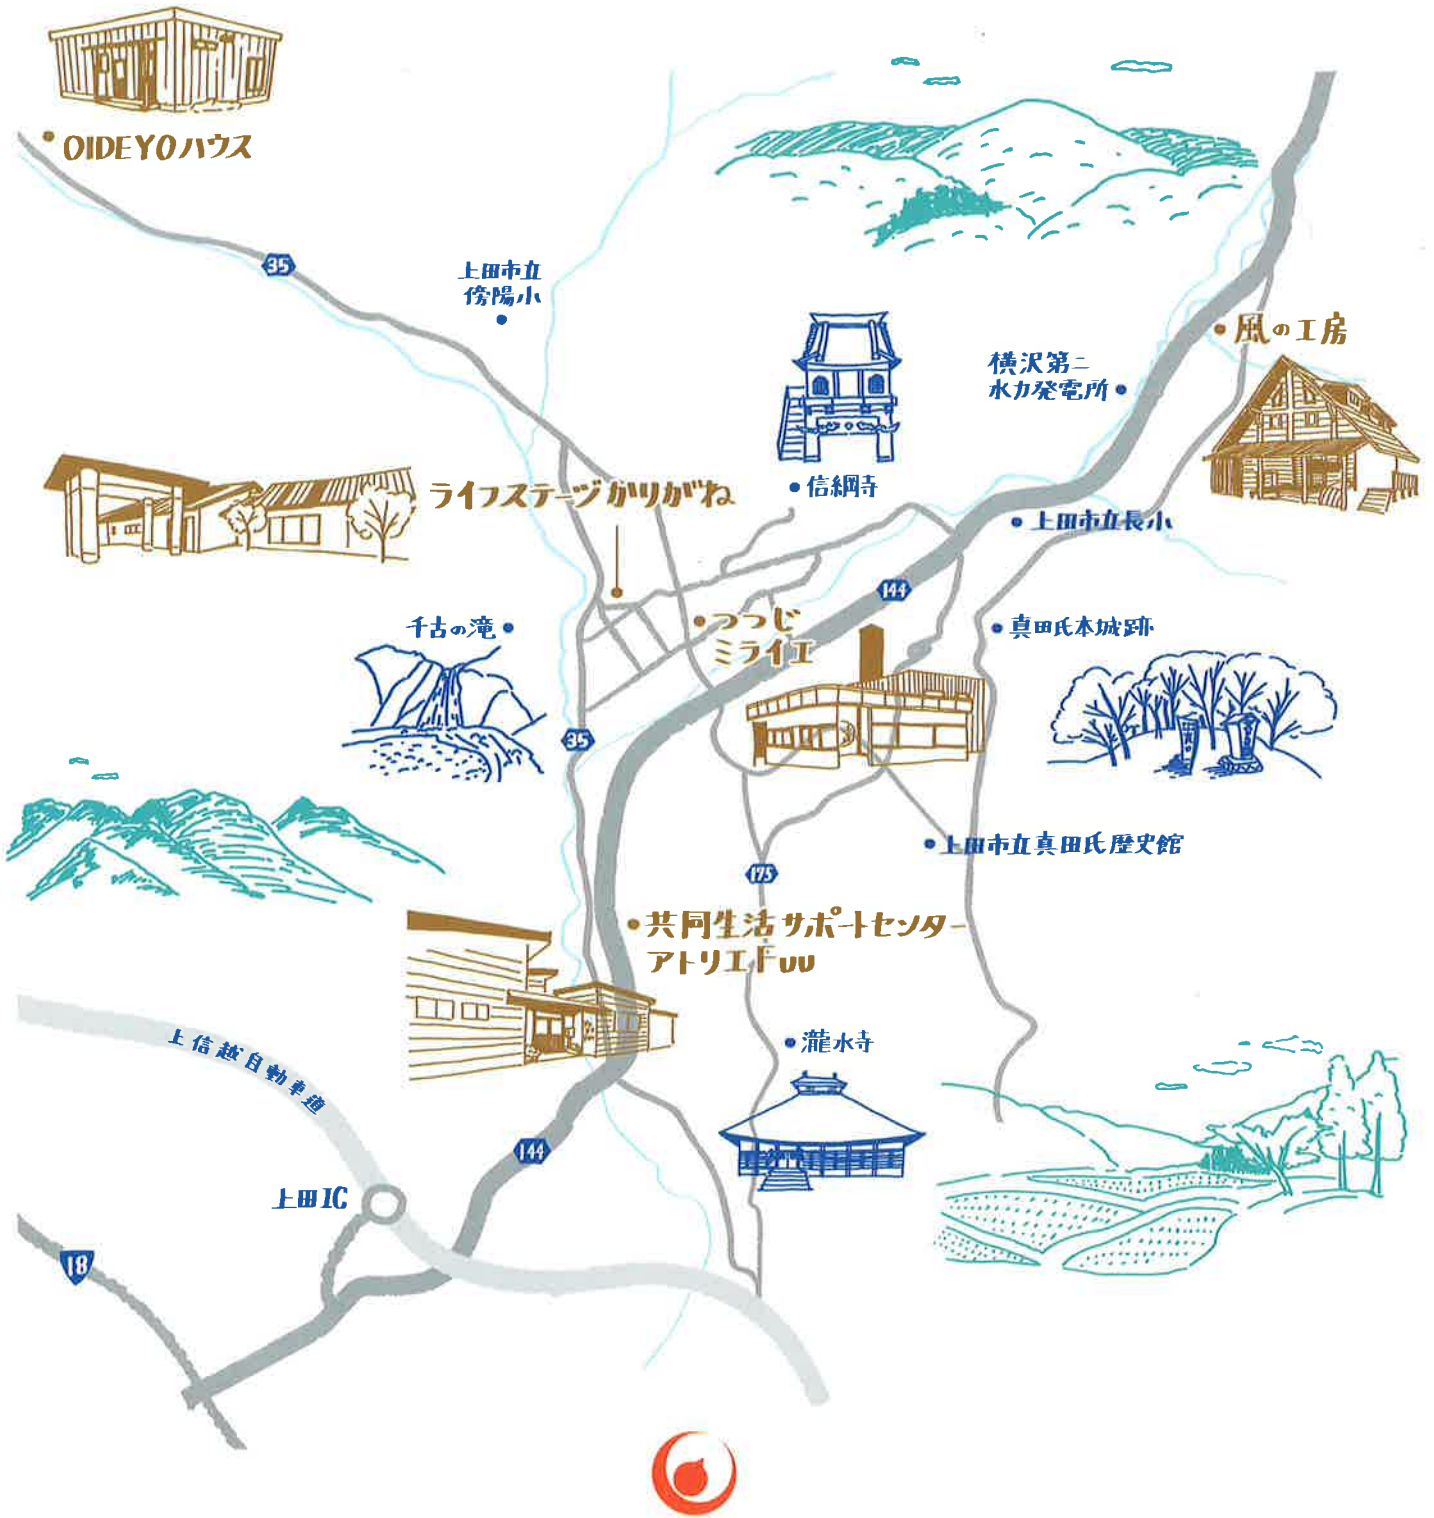 OIDEYOハウス
35
上田市立
傍陽小
風の工房
横沢第二
水力発電所
ライフステージかりがね
信綱寺
上田市立長小
144
千古の滝
つつじ
ミライエ
真田氏本城跡
35
上田市立真田氏歴史館
175
共同生活サポートセンター
アトリエFuu
上信越自動車道
瀧水寺
144
上田IC
18